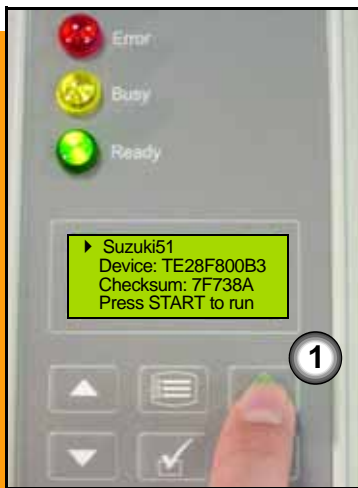 Error
Busy
Ready
Suzuki51
Device: TE28F800B3
Checksum: 7F738A
Press START to run
1